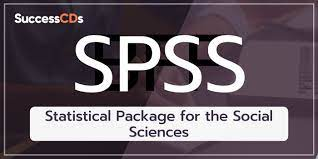 SuccessCDs
SPSS
Statistical Package for the Social
Sciences